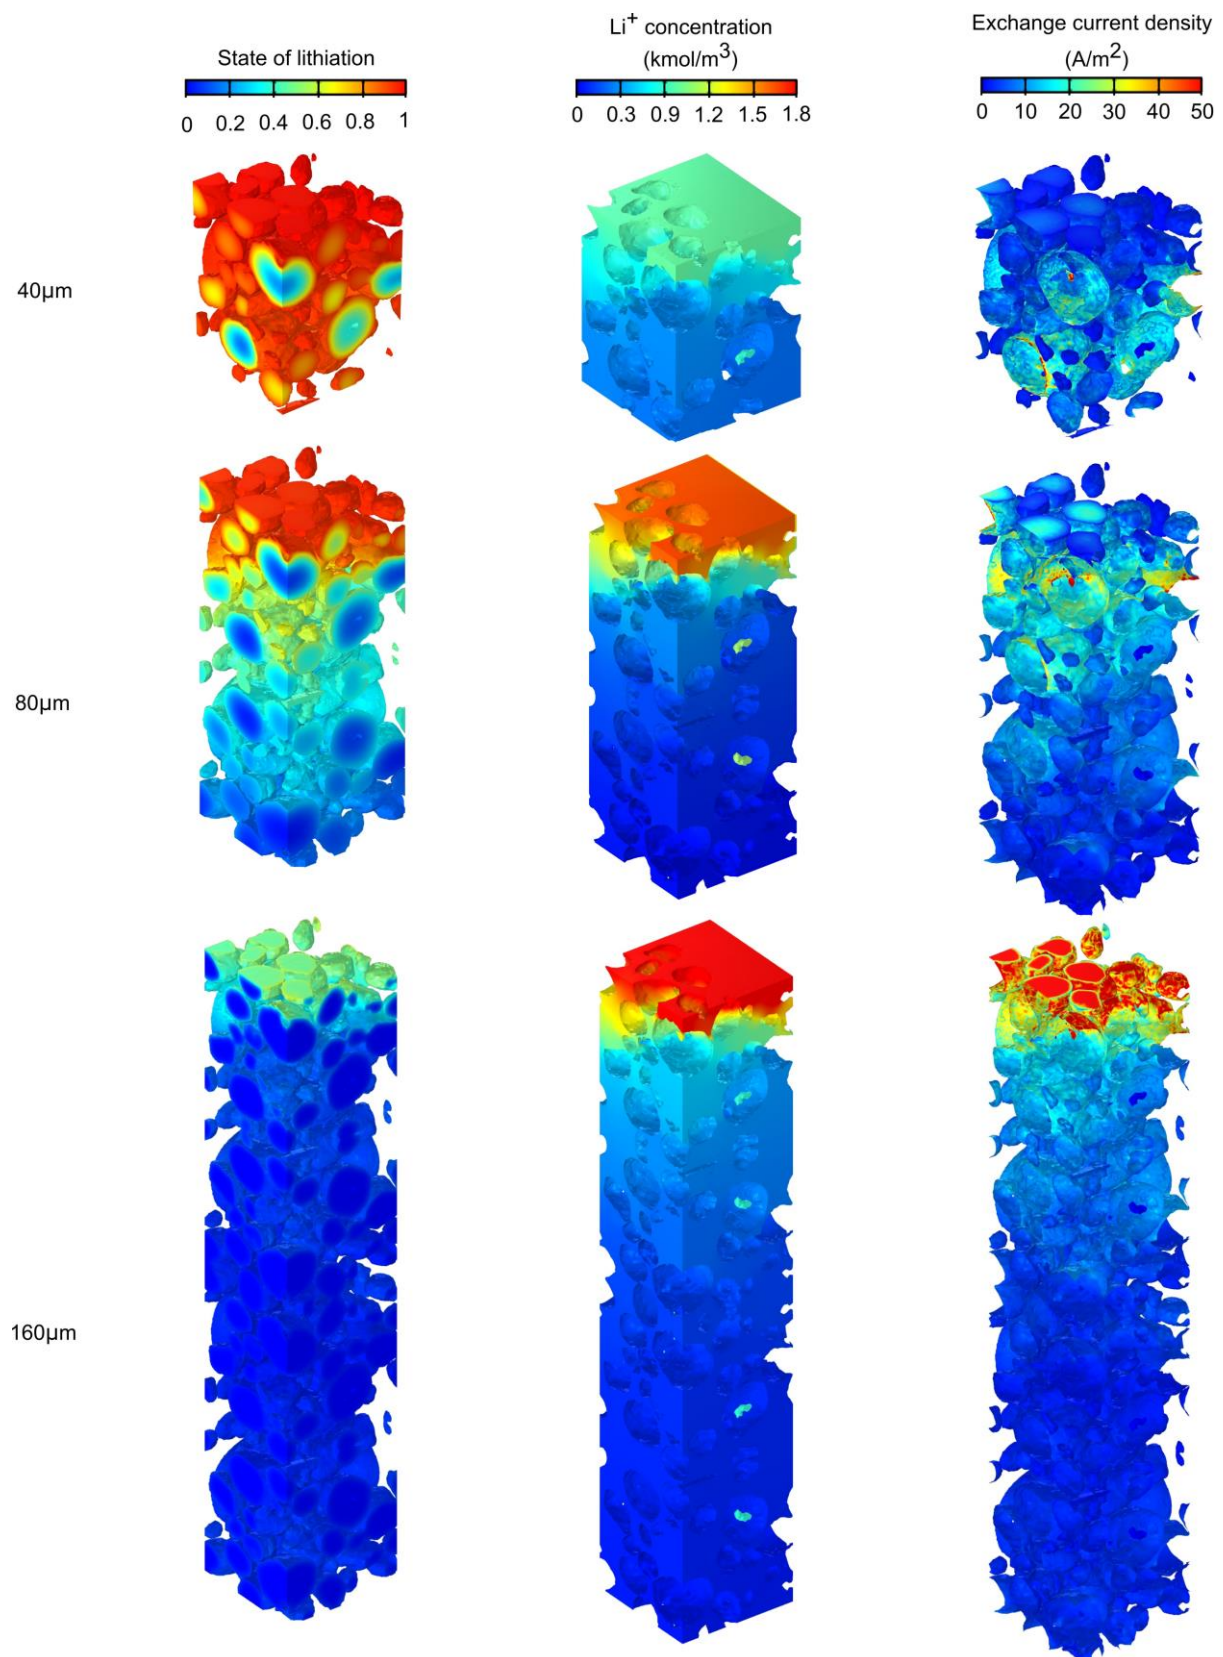 State of lithiation
0 0.2 0.4 0.6 0.8 1
Li⁺ concentration
(kmol/m³)
0 0.3 0.9 1.2 1.5 1.8
Exchange current density
(A/m²)
0 10 20 30 40 50
40μm
80μm
160μm